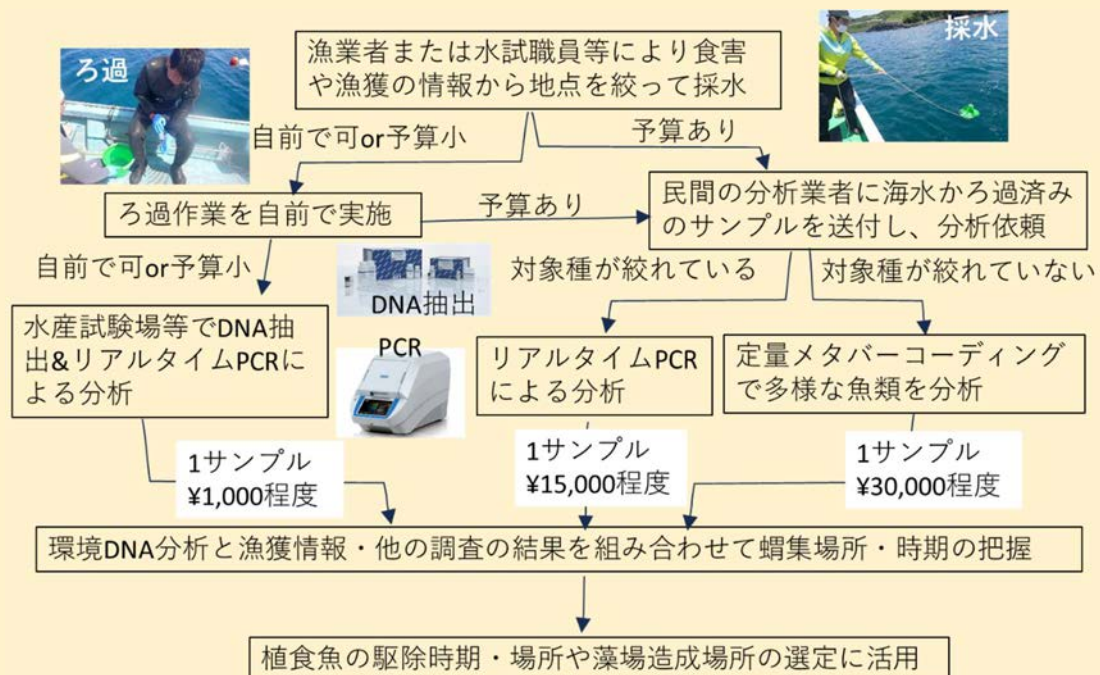 ろ過
採水
漁業者または水試職員等により食害
や漁獲の情報から地点を絞って採水
自前で可or予算小
予算あり
ろ過作業を自前で実施
予算あり
民間の分析業者に海水かろ過済み
のサンプルを送付し、分析依頼
自前で可or予算小
DNA抽出
対象種が絞れている
対象種が絞れていない
水産試験場等でDNA抽
出&リアルタイムPCRに
よる分析
PCR
リアルタイムPCR
による分析
定量メタバーコーディング
で多様な魚類を分析
1サンプル
¥1,000程度
1サンプル
¥15,000程度
1サンプル
¥30,000程度
環境DNA分析と漁獲情報・他の調査の結果を組み合わせて蝟集場所・時期の把握
植食魚の駆除時期・場所や藻場造成場所の選定に活用